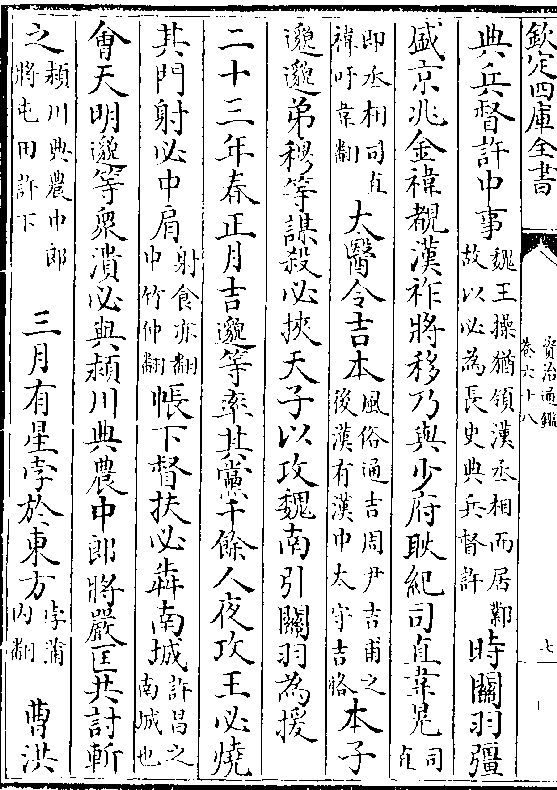 欽定四庫全書
資治通鑑
卷六十八
七
典兵督許中事魏王操猶領漢丞相而居鄴故以必為長史典兵督許時關羽彊
盛京兆金禕覩漢祚將移乃與少府耿紀司直韋晃司直
即丞相司直禕吁韋翻太醫令吉本風俗通吉周尹吉甫之後漢有漢中太守吉恪本子
邈邈弟穆等謀殺必挾天子以攻魏南引關羽為援
二十三年春正月吉邈等率其黨千餘人夜攻王必燒
其門射必中肩射食亦翻中竹仲翻帳下督扶必犇南城許昌之南城也
會天明邈等衆潰必與潁川典農中郎將嚴匡共討斬
之潁川典農中郎將屯田許下三月有星孛於東方孛蒲内翻曹洪